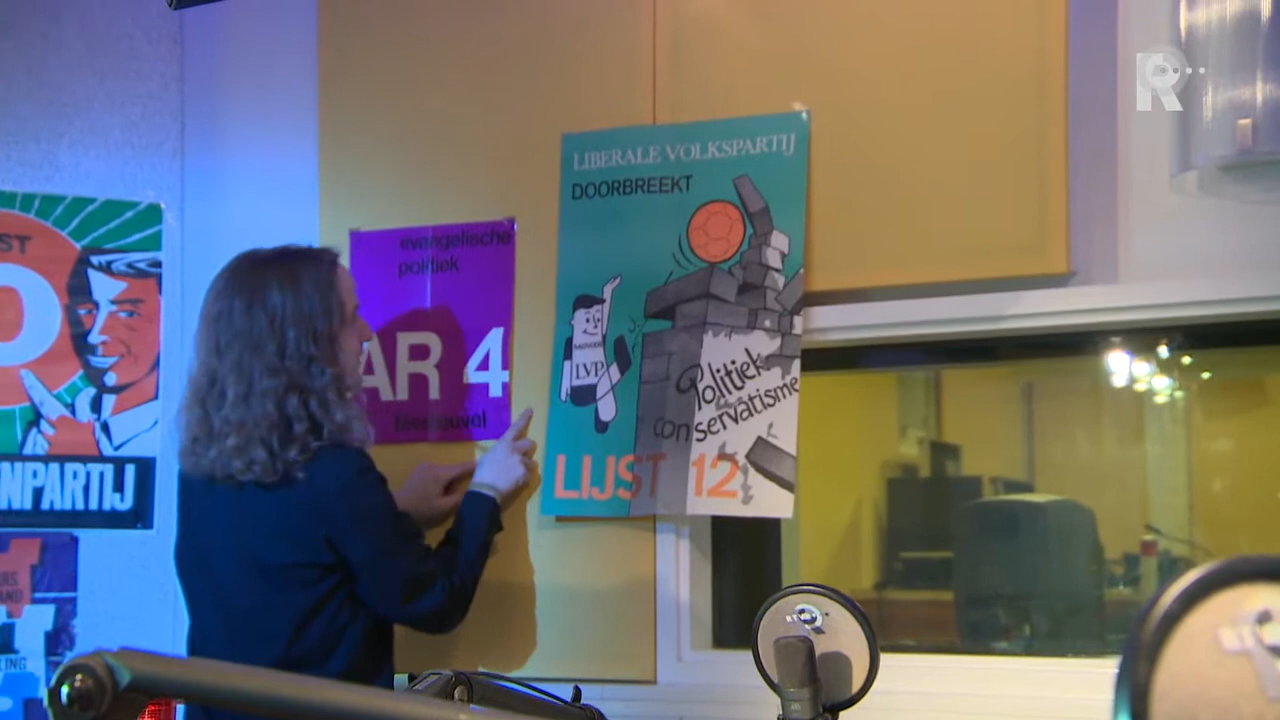 LIBERALE VOLKSPARTIJ
DOORBREEKT
LVP
Politiek
conservatisme
LIJST 12
evangelische
politiek
AR 4
NPARTIJ
R